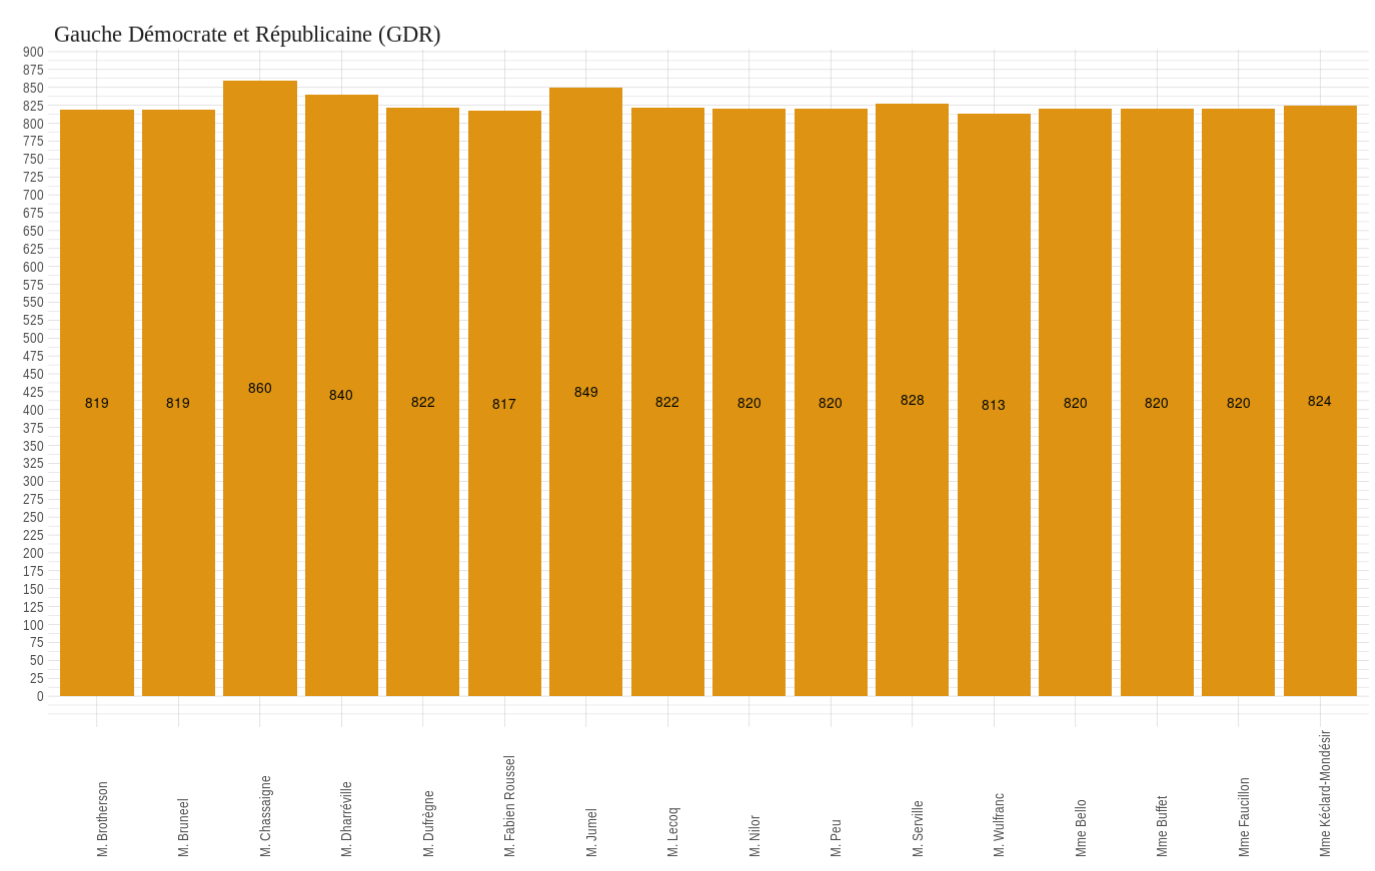 Gauche Démocrate et Républicaine (GDR)
900
875
850
825
800
775
750
725
700
675
650
625
600
575
550
525
500
475
450
425
400
375
350
325
300
275
250
225
200
175
150
125
100
75
50
25
0
819 819 860 840 822 817 849 822 820 820 828 813 820 820 820 824
M. Brotherson
M. Bruneel
M. Chassaigne
M. Dharréville
M. Dufrègne
M. Fabien Roussel
M. Jumel
M. Lecoq
M. Nilor
M. Peu
M. Serville
M. Wulfranc
Mme Bello
Mme Buffet
Mme Faucillon
Mme Kéclard-Mondésir